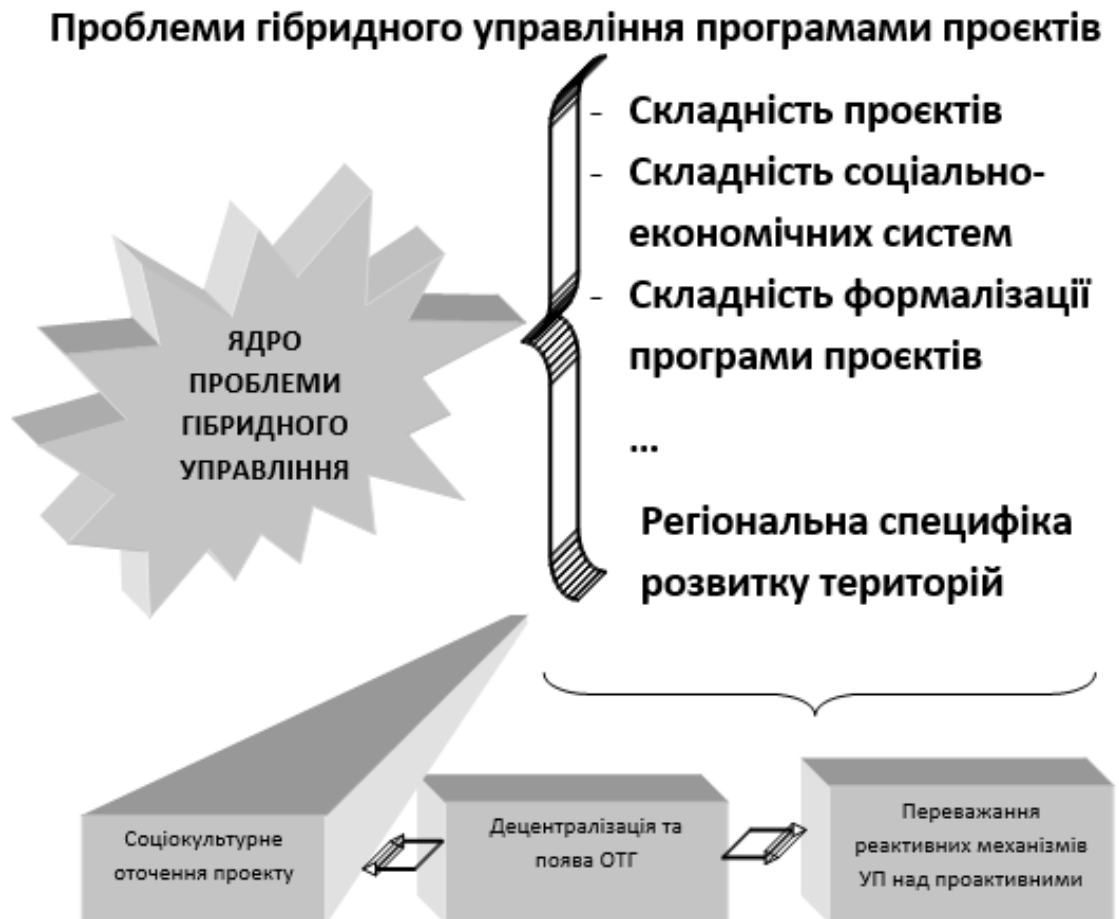 Проблеми гібридного управління програмами проєктів
- Складність проєктів
- Складність соціально-
економічних систем
- Складність формалізації
програми проєктів
...
Регіональна специфіка
розвитку територій
ЯДРО
ПРОБЛЕМИ
ГІБРИДНОГО
УПРАВЛІННЯ
Соціокультурне
оточення проекту
Децентралізація та
поява ОТГ
Переважання
реактивних механізмів
УП над проактивними